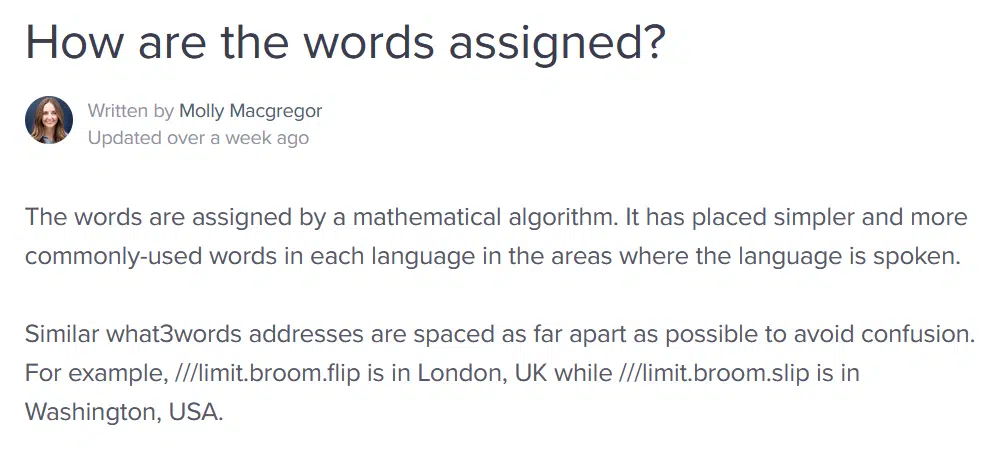 How are the words assigned?
Written by Molly Macgregor
Updated over a week ago
The words are assigned by a mathematical algorithm. It has placed simpler and more
commonly-used words in each language in the areas where the language is spoken.
Similar what3words addresses are spaced as far apart as possible to avoid confusion.
For example, ///limit.broom.flip is in London, UK while ///limit.broom.slip is in
Washington, USA.